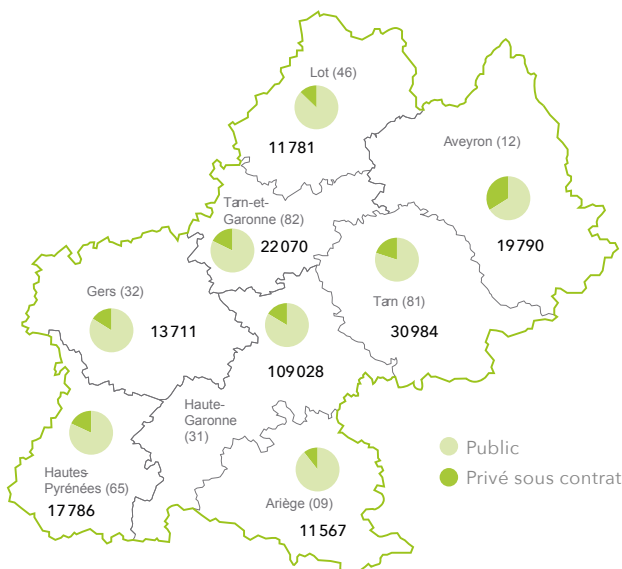 Lot (46)
11 781
Aveyron (12)
19 790
Tarn-et-
Garonne (82)
22 070
Tarn (81)
30 984
Gers (32)
13 711
109 028
Haute-
Garonne
(31)
Hautes-
Pyrénées (65)
17 786
Ariège (09)
11 567
Public
Privé sous contrat